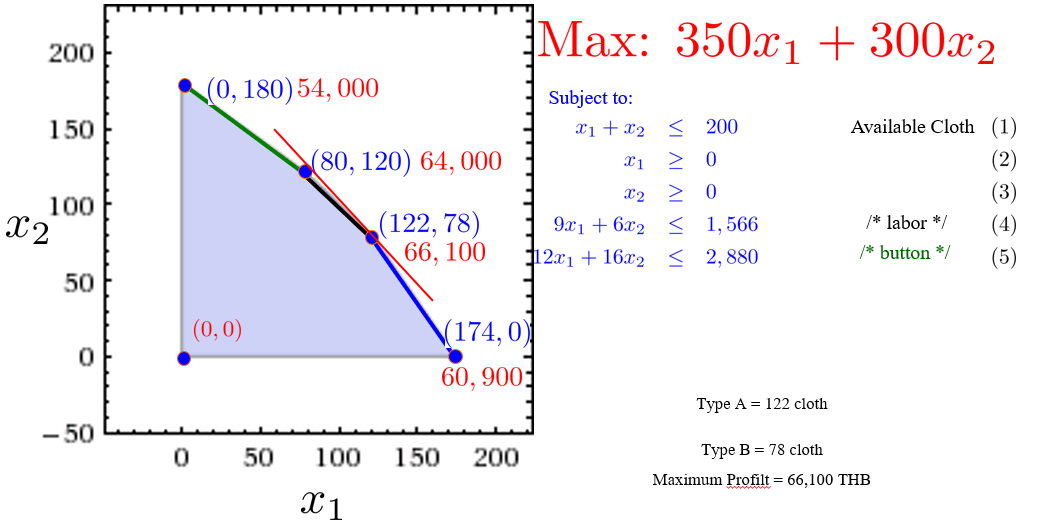 Max: 350x₁ + 300x₂
Subject to:
x₁ + x₂ ≤ 200 Available Cloth (1)
x₁ ≥ 0 (2)
x₂ ≥ 0 (3)
9x₁ + 6x₂ ≤ 1,566 /* labor */ (4)
12x₁ + 16x₂ ≤ 2,880 /* button */ (5)
200
150
100
50
0
−50
x₂
(0, 180) 54,000
(80, 120) 64,000
(122, 78)
66,100
(0, 0)
(174, 0)
60,900
0 50 100 150 200
x₁
Type A = 122 cloth
Type B = 78 cloth
Maximum Profilt = 66,100 THB